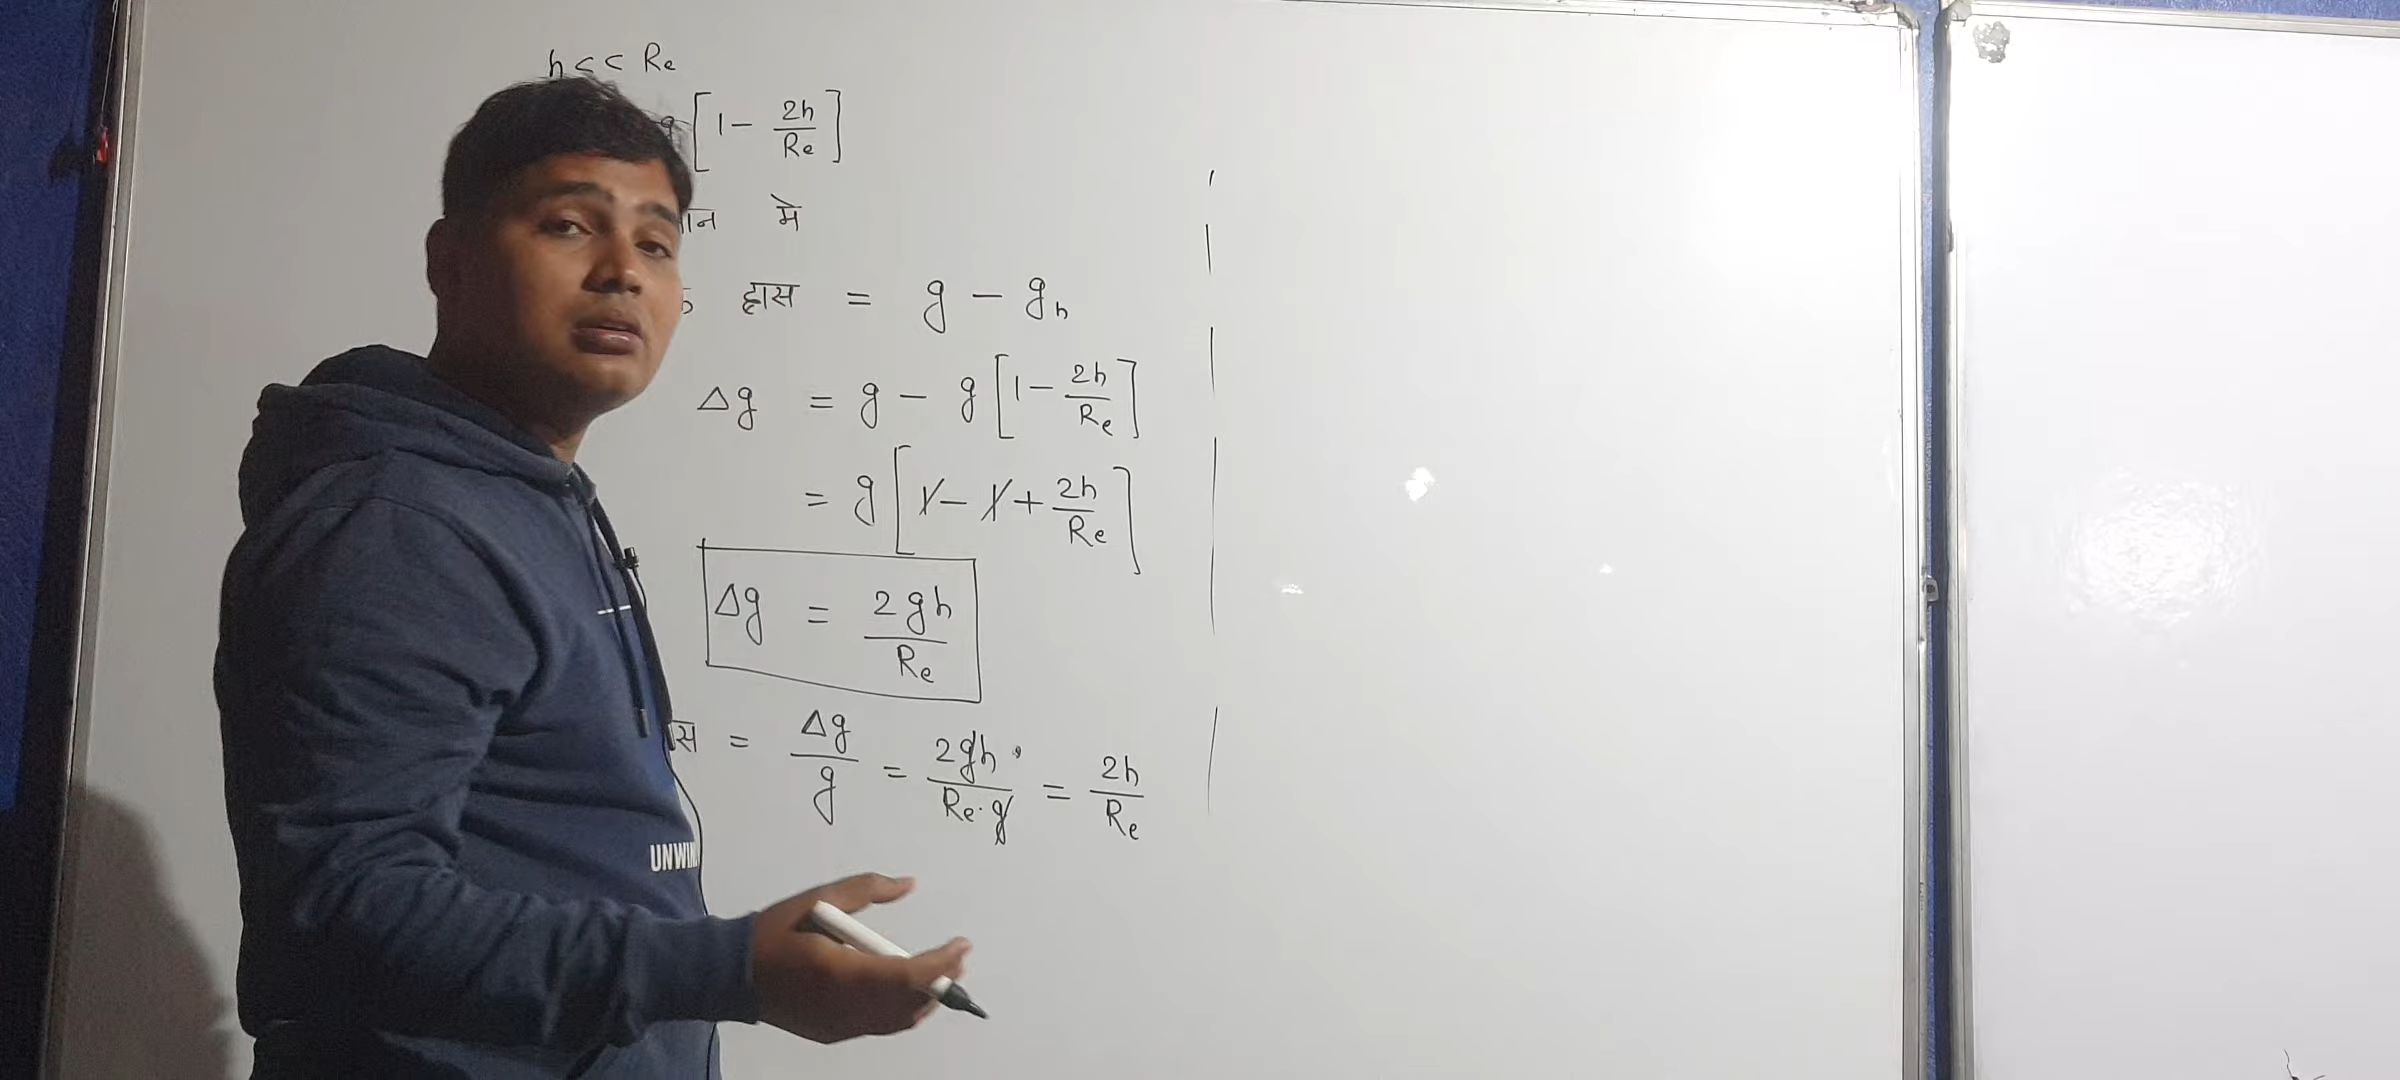 h << Re
g [1 - 2h/Re]
में
ह्रास = g - gh
Δg = g - g [1 - 2h/Re]
= g [1 - 1 + 2h/Re]
Δg = 2gh/Re
= Δg/g = 2gh/Re·g = 2h/Re